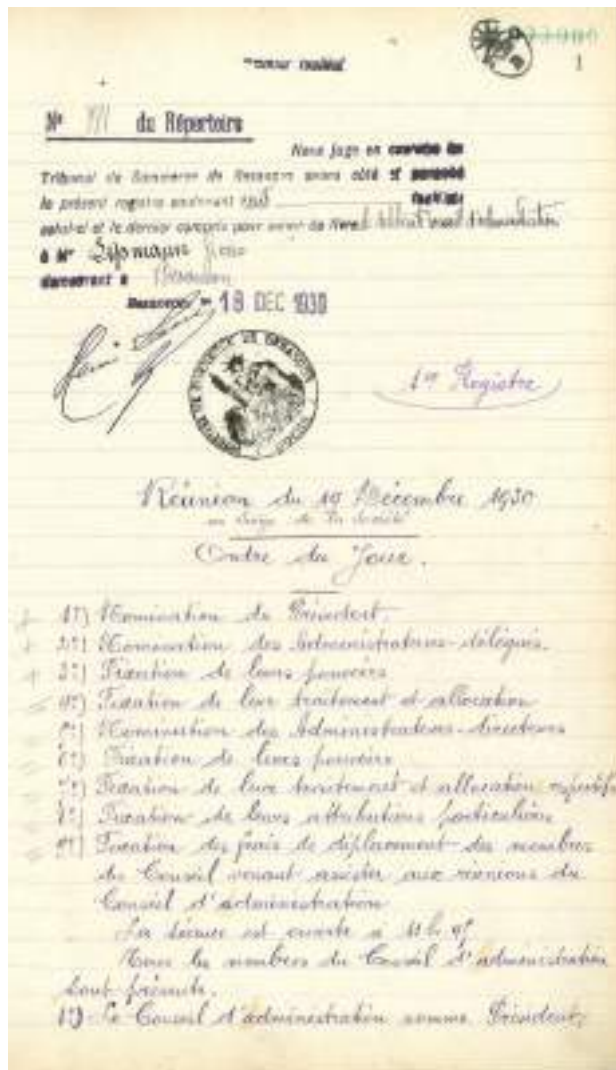 1
N° 771 du Répertoire
Nous Juge en
Tribunal de Commerce de Besançon avons coté et
le présent registre contenant
et le dernier compris pour servir de
à Mr Lipmann
demeurant à Besançon
Besançon le 18 DEC 1930
1er Registre
Réunion du 19 Décembre 1930
au Siège de la Société
Ordre du Jour.
1°) Nomination du Président.
2°) Nomination des Administrateurs-délégués.
3°) Fixation de leurs pouvoirs
4°) Fixation de leur traitement et allocation
5°) Nomination des Administrateurs-directeurs
6°) Fixation de leurs pouvoirs
7°) Fixation de leur traitement et allocation respectifs
8°) Fixation de leurs attributions particulières
9°) Fixation des frais de déplacement des membres
du Conseil venant assister aux réunions du
Conseil d'administration
La séance est ouverte à 11 h
Tous les membres du Conseil d'administration
sont présents.
1°) Le Conseil d'administration nomme Président,